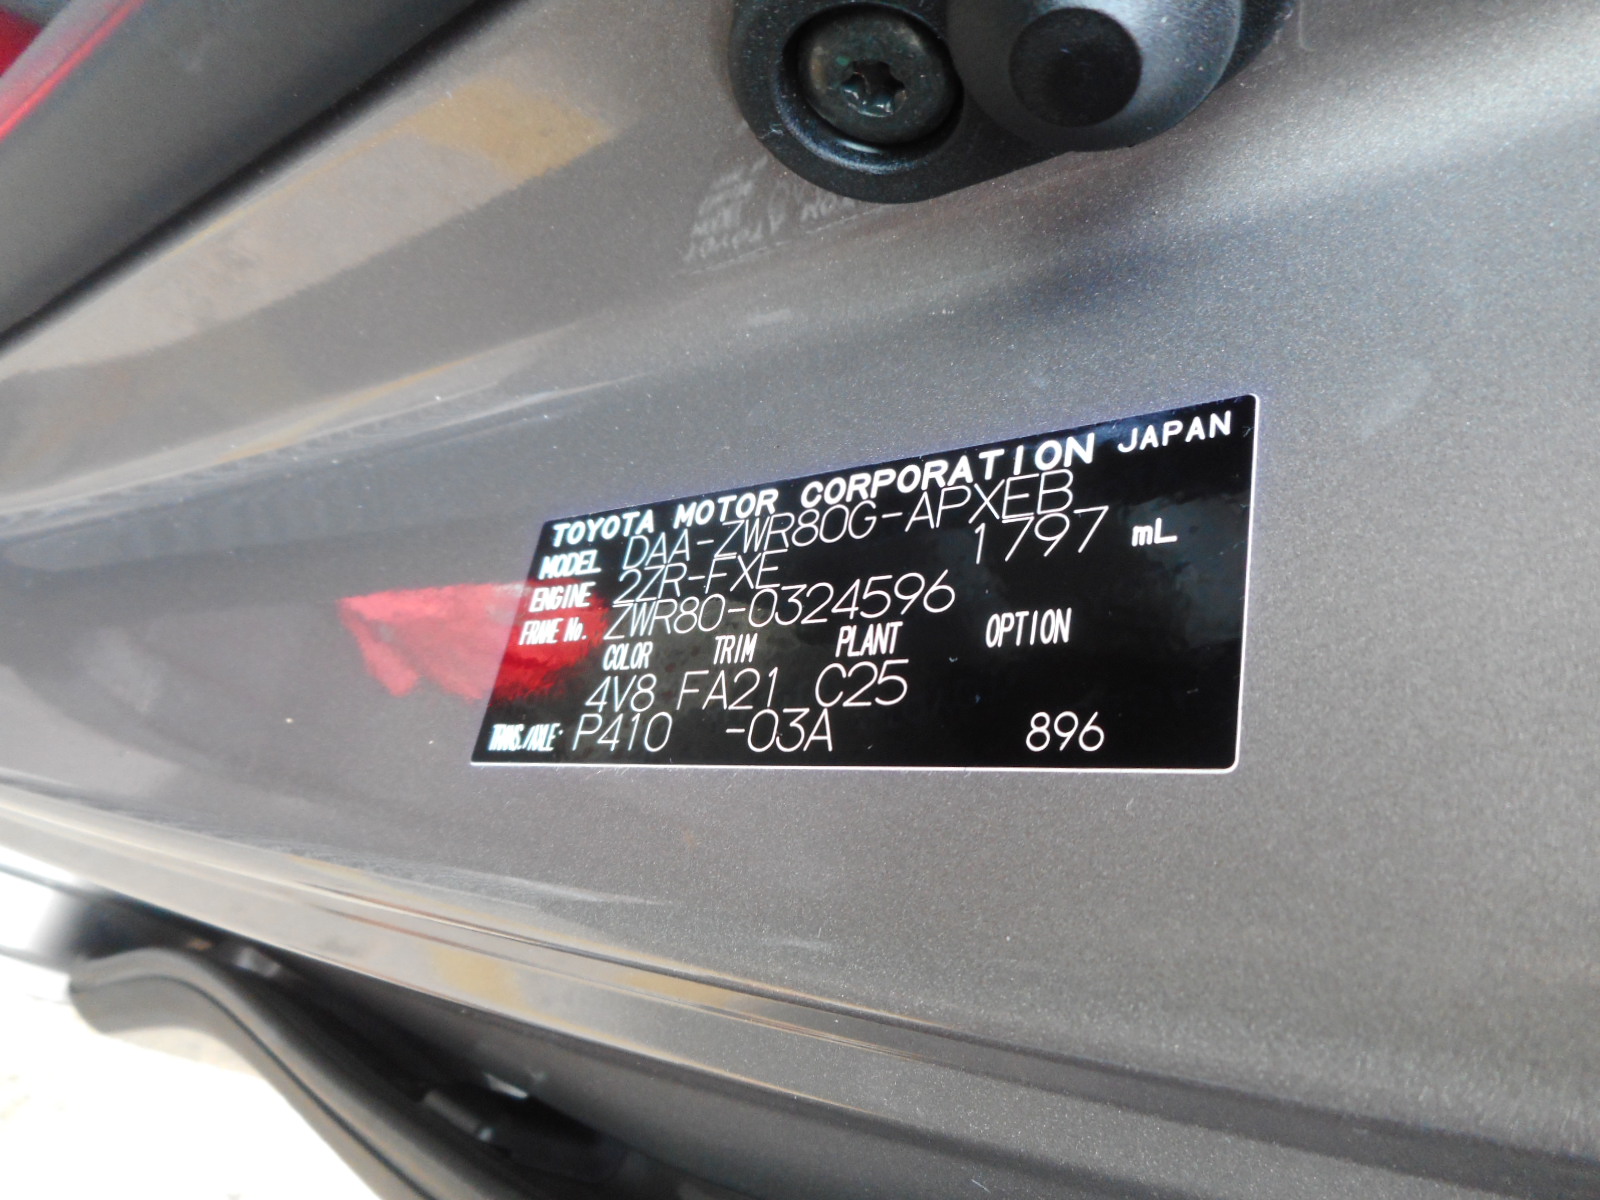 TOYOTA MOTOR CORPORATION JAPAN
MODEL DAA-ZWR80G-APXEB
ENGINE 2ZR-FXE 1797 mL
FRAME No. ZWR80-0324596
COLOR TRIM PLANT OPTION
4V8 FA21 C25
TRANS./AXLE: P410 -03A 896